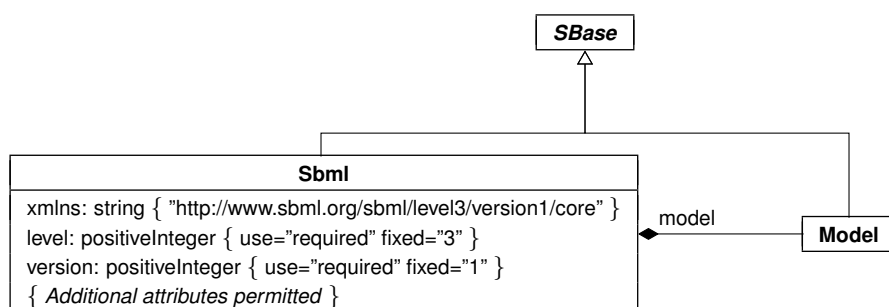 SBase
Sbml
xmlns: string { ”http://www.sbml.org/sbml/level3/version1/core” }
level: positiveInteger { use=”required” fixed=”3” }
version: positiveInteger { use=”required” fixed=”1” }
{ Additional attributes permitted }
model
Model